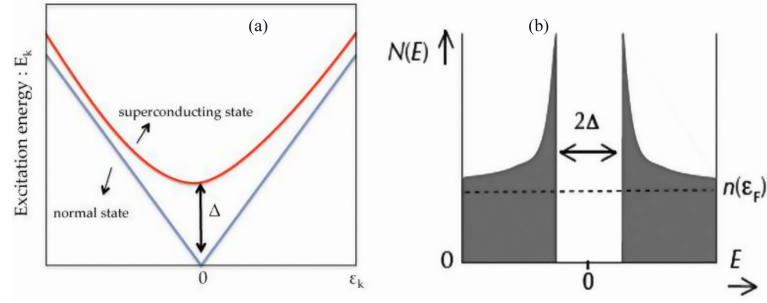 (a)
Excitation energy : E_k
superconducting state
normal state
Δ
0
ε_k
(b)
N(E)
2Δ
n(ε_F)
0
E
0